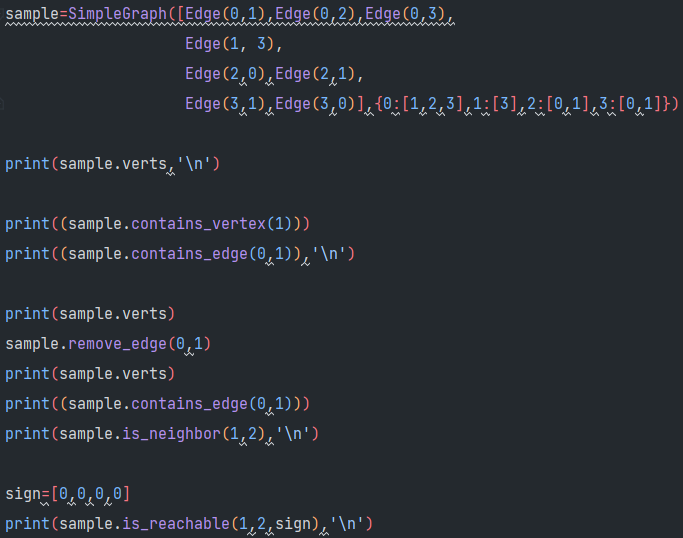 sample=SimpleGraph([Edge(0,1),Edge(0,2),Edge(0,3),
Edge(1, 3),
Edge(2,0),Edge(2,1),
Edge(3,1),Edge(3,0)],{0:[1,2,3],1:[3],2:[0,1],3:[0,1]})
print(sample.verts,'\n')
print((sample.contains_vertex(1)))
print((sample.contains_edge(0,1)),'\n')
print(sample.verts)
sample.remove_edge(0,1)
print(sample.verts)
print((sample.contains_edge(0,1)))
print(sample.is_neighbor(1,2),'\n')
sign=[0,0,0,0]
print(sample.is_reachable(1,2,sign),'\n')